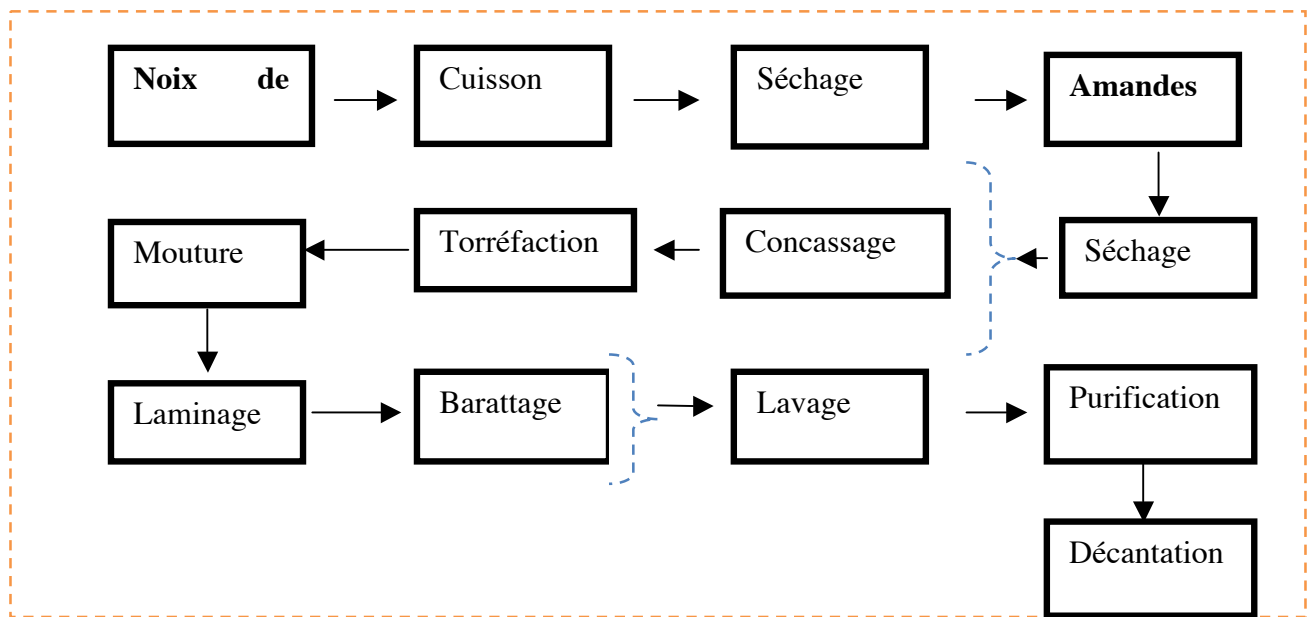 Noix de
Cuisson
Séchage
Amandes
Séchage
Concassage
Torréfaction
Mouture
Laminage
Barattage
Lavage
Purification
Décantation